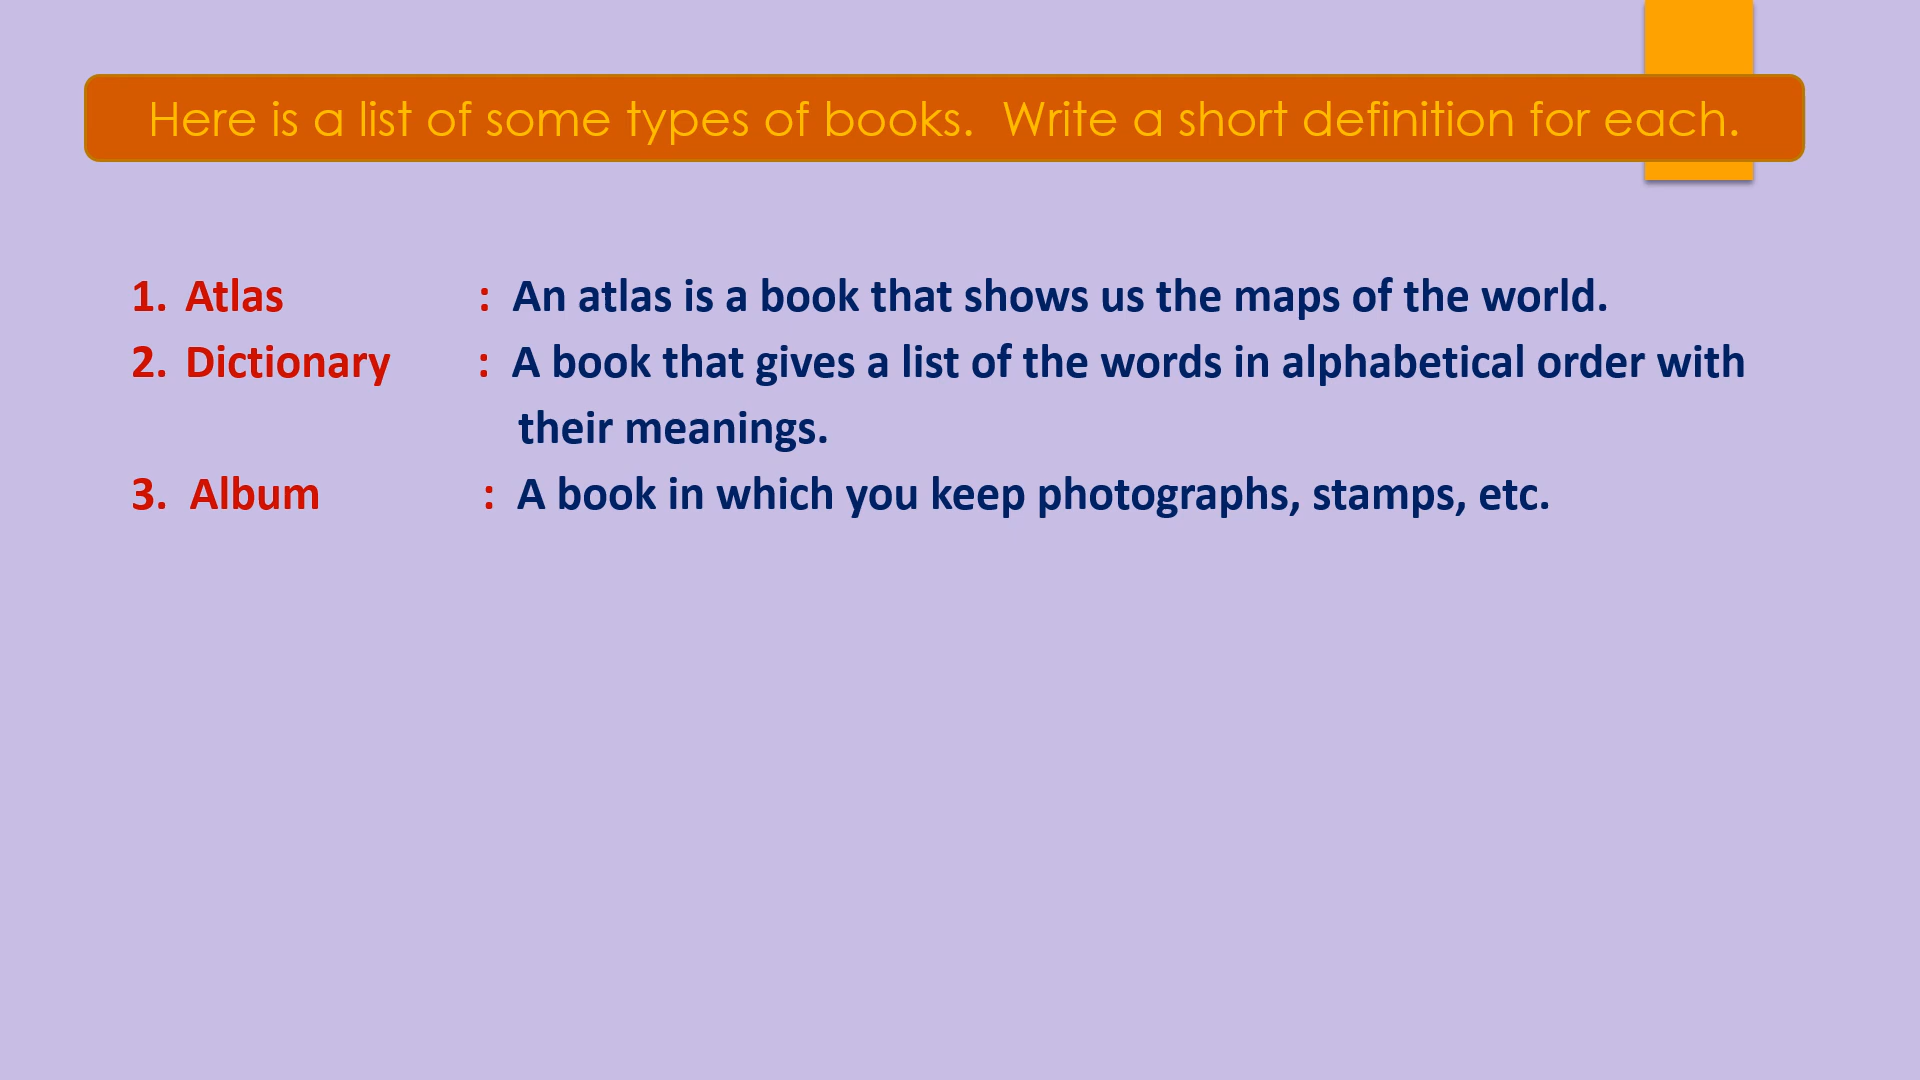 Here is a list of some types of books.  Write a short definition for each.
1. Atlas : An atlas is a book that shows us the maps of the world.
2. Dictionary : A book that gives a list of the words in alphabetical order with
their meanings.
3. Album : A book in which you keep photographs, stamps, etc.